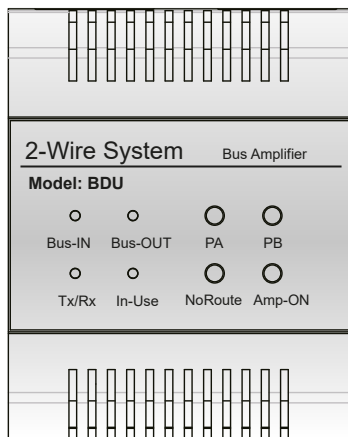 2-Wire System Bus Amplifier
Model: BDU
Bus-IN Bus-OUT PA PB
Tx/Rx In-Use NoRoute Amp-ON